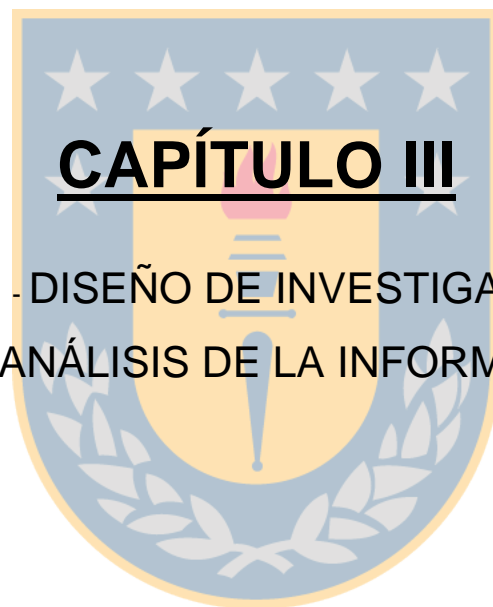 CAPÍTULO III
- DISEÑO DE INVESTIGA
ANÁLISIS DE LA INFORM